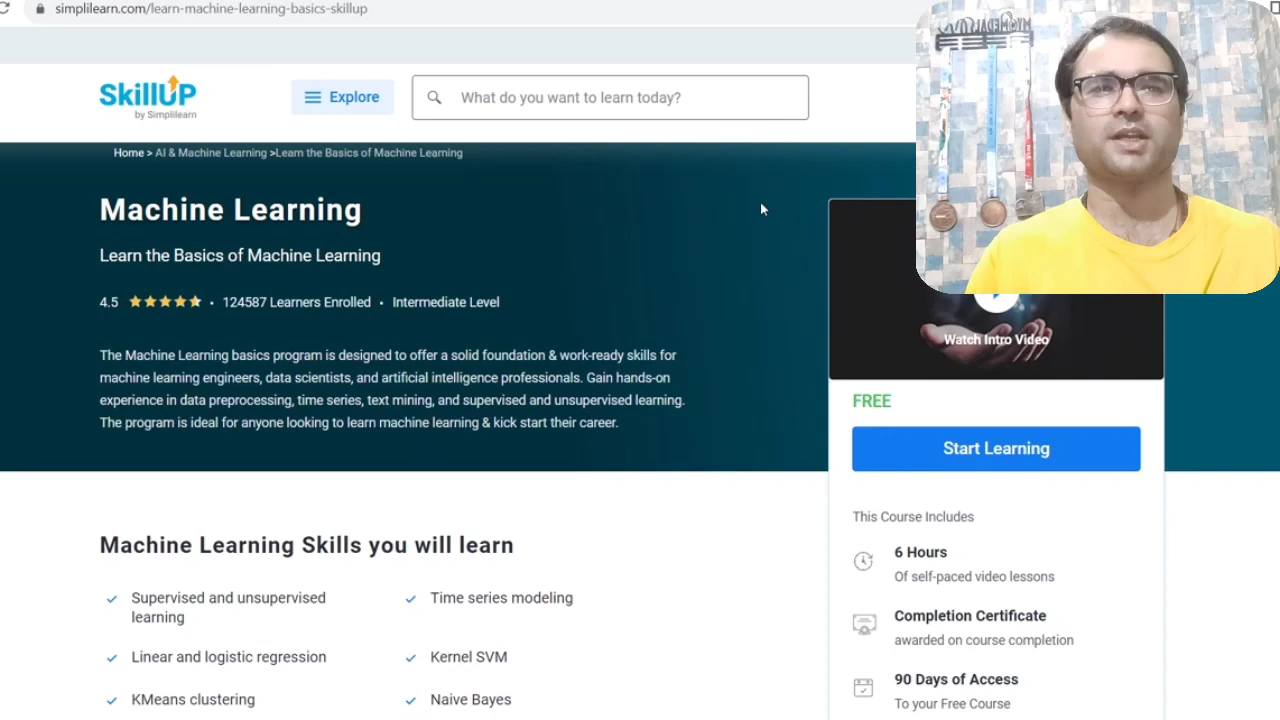 simplilearn.com/learn-machine-learning-basics-skillup
SkillUP
by Simplilearn
Explore
What do you want to learn today?
Home > AI & Machine Learning >Learn the Basics of Machine Learning
Machine Learning
Learn the Basics of Machine Learning
4.5 • 124587 Learners Enrolled • Intermediate Level
The Machine Learning basics program is designed to offer a solid foundation & work-ready skills for
machine learning engineers, data scientists, and artificial intelligence professionals. Gain hands-on
experience in data preprocessing, time series, text mining, and supervised and unsupervised learning.
The program is ideal for anyone looking to learn machine learning & kick start their career.
Watch Intro Video
FREE
Start Learning
This Course Includes
6 Hours
Of self-paced video lessons
Completion Certificate
awarded on course completion
90 Days of Access
To your Free Course
Machine Learning Skills you will learn
Supervised and unsupervised
learning
Time series modeling
Linear and logistic regression
Kernel SVM
KMeans clustering
Naive Bayes